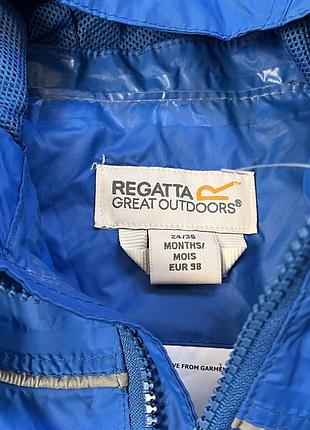 REGATTA
GREAT OUTDOORS®
24/36
MONTHS/
MOIS
EUR 98
VE FROM GARME